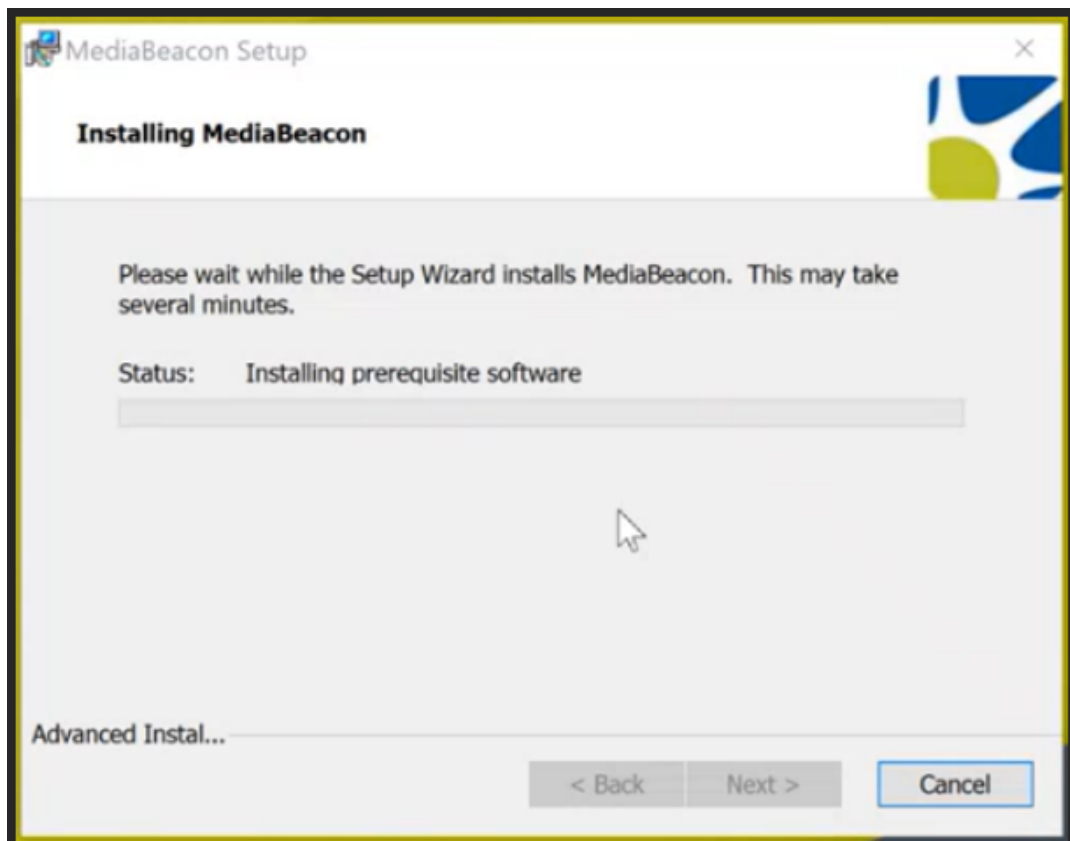 MediaBeacon Setup
Installing MediaBeacon
Please wait while the Setup Wizard installs MediaBeacon. This may take
several minutes.
Status: Installing prerequisite software
Advanced Instal...
< Back Next > Cancel